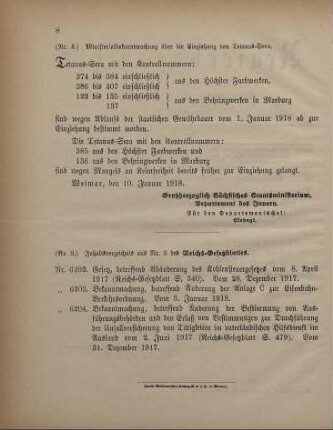 8
(Nr. 8.) Ministerialbekanntmachung über die Einziehung von Tetanus-Sera.
Tetanus-Sera mit den Kontrollnummern:
374 bis 384 einschließlich
386 bis 407 einschließlich } aus den Höchster Farbwerken,
122 bis 135 einschließlich
137 } aus den Behringwerken in Marburg
sind wegen Ablaufs der staatlichen Gewährdauer vom 1. Januar 1918 ab zur
Einziehung bestimmt worden.
Die Tetanus-Sera mit den Kontrollnummern:
385 aus den Höchster Farbwerken und
136 aus den Behringwerken in Marburg
sind wegen Mangels an Keimfreiheit bereits früher zur Einziehung gelangt.
Weimar, den 10. Januar 1918.
Großherzoglich Sächsisches Staatsministerium,
Departement des Innern.
Für den Departementschef:
(Nr. 9.) Inhaltsverzeichnis aus Nr. 3 des Reichs-Gesetzblattes.
Nr. 6202. Gesetz, betreffend Abänderung des Kohlensteuergesetzes vom 8. April
1917 (Reichs-Gesetzblatt S. 340). Vom 28. Dezember 1917.
„ 6203. Bekanntmachung, betreffend Änderung der Anlage C zur Eisenbahn-
Verkehrsordnung. Vom 3. Januar 1918.
„ 6204. Bekanntmachung, betreffend Änderung der Bestimmung von Aus-
führungsbehörden und den Erlaß von Bestimmungen zur Durchführung
der Unfallversicherung von Tätigkeiten im vaterländischen Hilfsdienst im
Ausland vom 2. Juni 1917 (Reichs-Gesetzblatt S. 479). Vom
31. Dezember 1917.